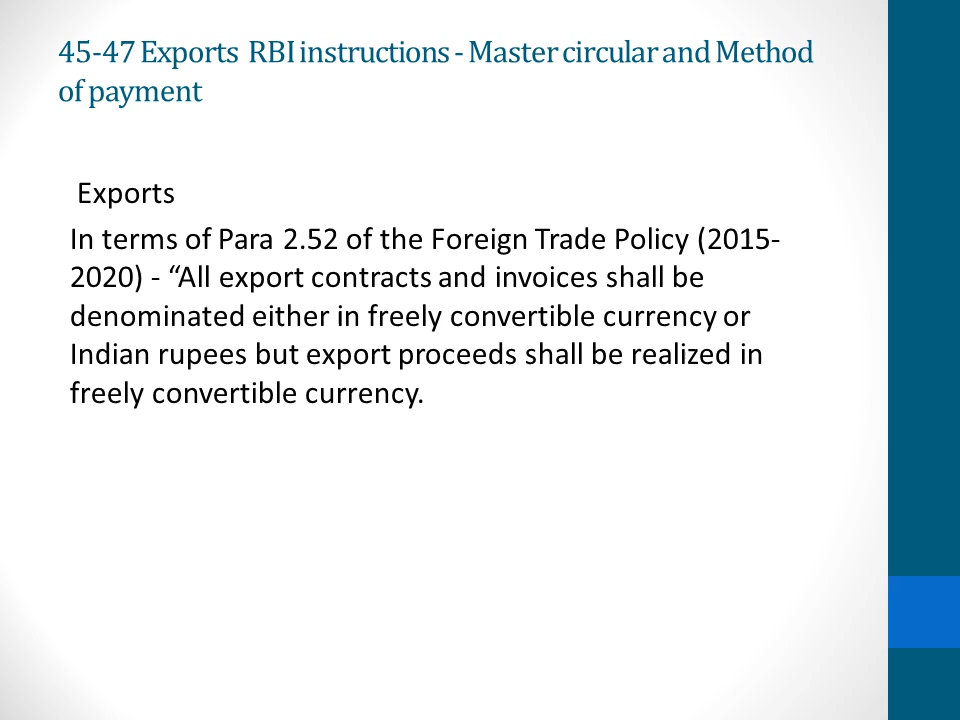 45-47 Exports RBI instructions - Master circular and Method
of payment
Exports
In terms of Para 2.52 of the Foreign Trade Policy (2015-
2020) - “All export contracts and invoices shall be
denominated either in freely convertible currency or
Indian rupees but export proceeds shall be realized in
freely convertible currency.